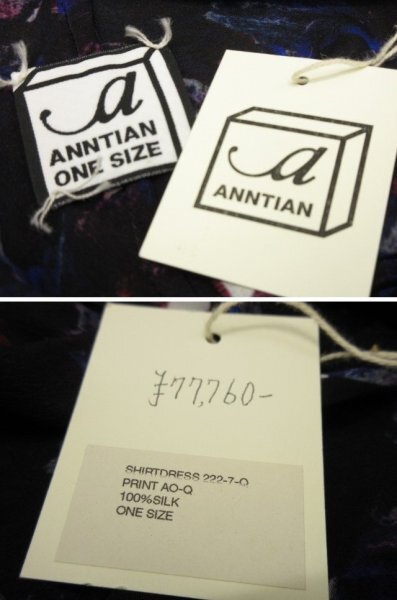 a
ANNTIAN
ONE SIZE
a
ANNTIAN
¥77,760-
SHIRTDRESS 222-7-Q
PRINT AO-Q
100%SILK
ONE SIZE